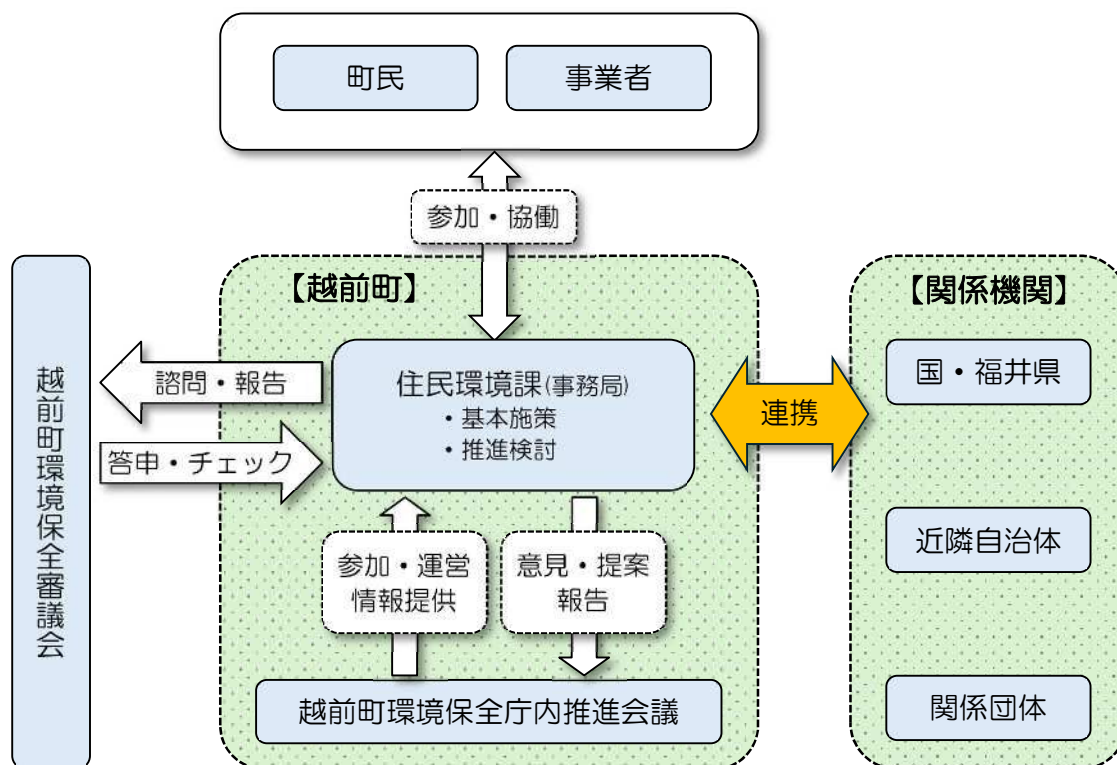 町民
事業者
参加・協働
【越前町】
【関係機関】
越前町環境保全審議会
諮問・報告
答申・チェック
住民環境課(事務局)
・基本施策
・推進検討
連携
国・福井県
近隣自治体
関係団体
参加・運営
情報提供
意見・提案
報告
越前町環境保全庁内推進会議